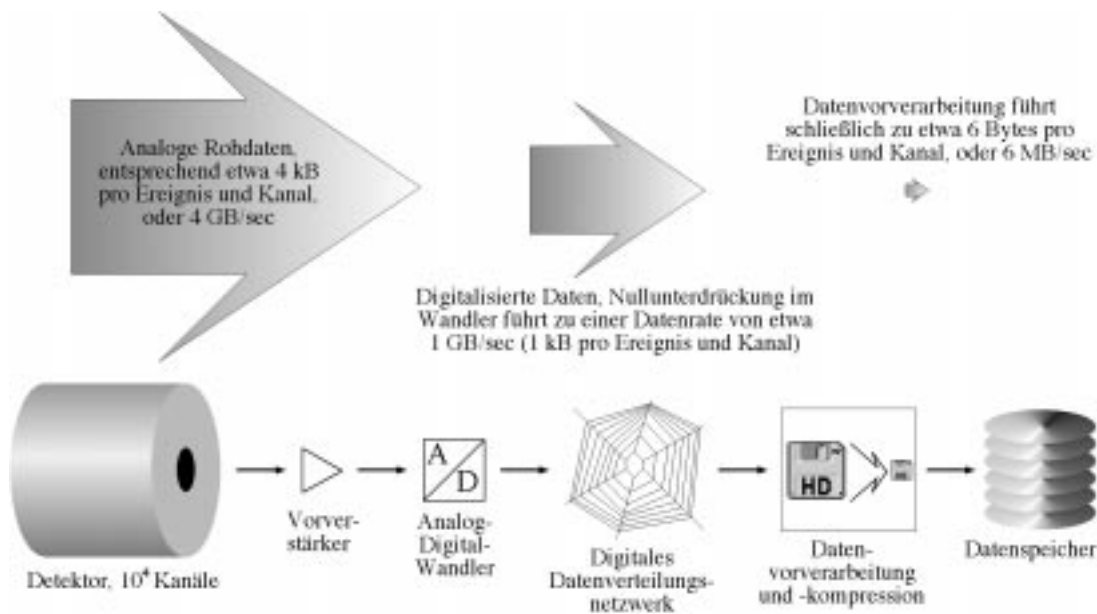 Analoge Rohdaten,
entsprechend etwa 4 kB
pro Ereignis und Kanal,
oder 4 GB/sec
Datenvorverarbeitung führt
schließlich zu etwa 6 Bytes pro
Ereignis und Kanal, oder 6 MB/sec
Digitalisierte Daten, Nullunterdrückung im
Wandler führt zu einer Datenrate von etwa
1 GB/sec (1 kB pro Ereignis und Kanal)
Detektor, 10⁴ Kanäle
Vorver-
stärker
A
D
Analog-
Digital-
Wandler
Digitales
Datenverteilungs-
netzwerk
HD
Daten-
vorverarbeitung
und -kompression
Datenspeicher